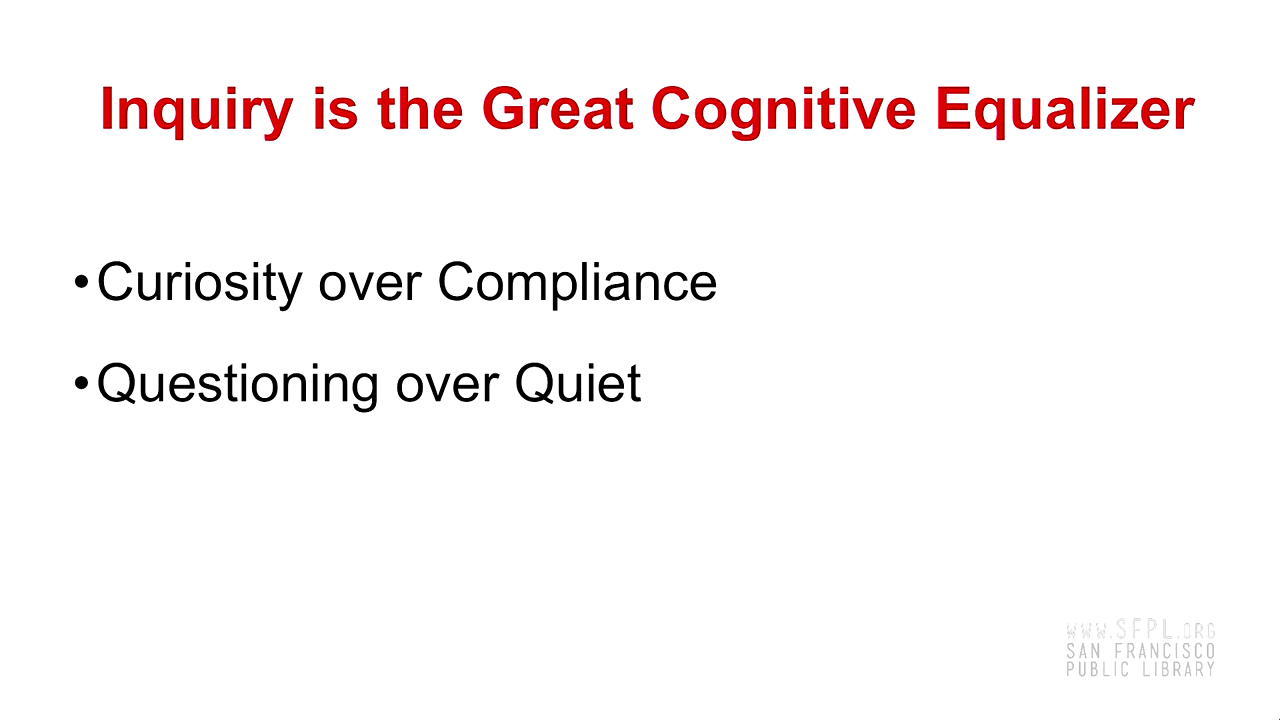 Inquiry is the Great Cognitive Equalizer
•Curiosity over Compliance
•Questioning over Quiet
WWW.SFPL.ORG
SAN FRANCISCO
PUBLIC LIBRARY